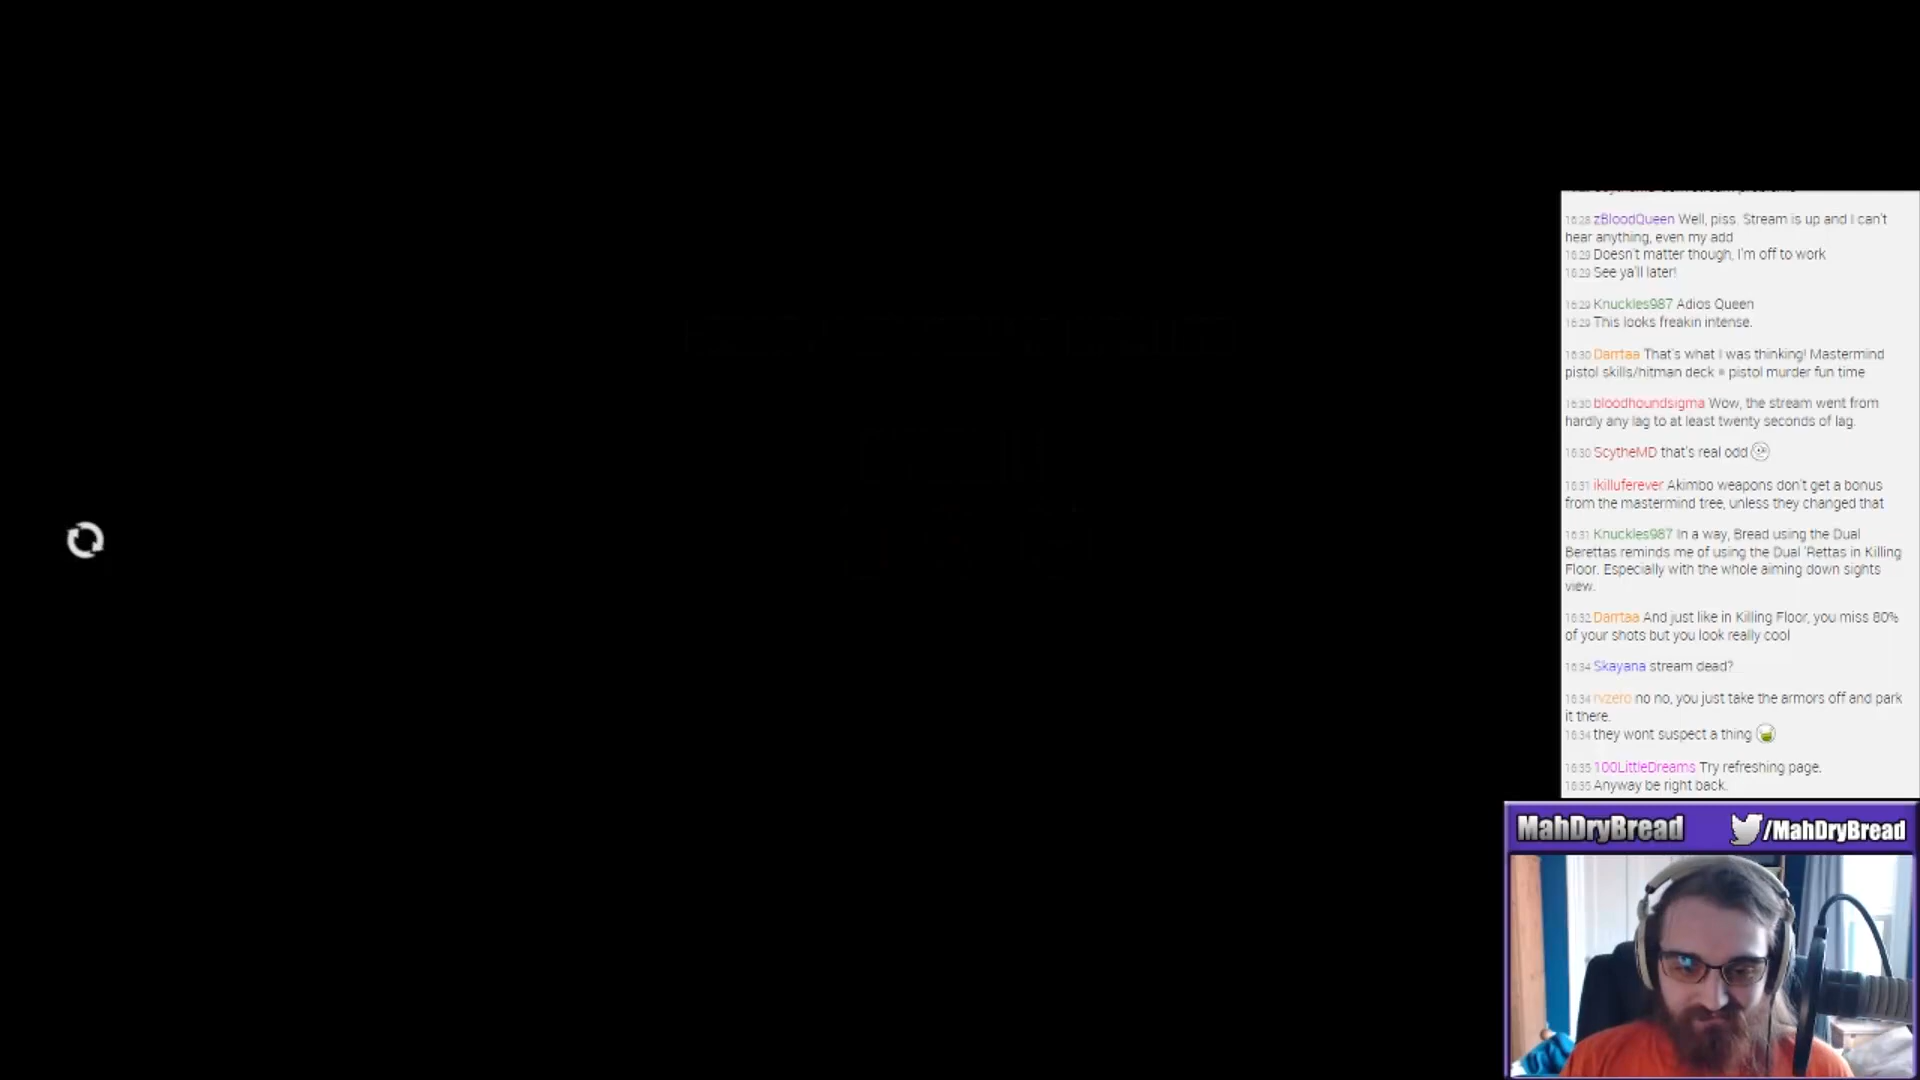 16:28 zBloodQueen Well, piss. Stream is up and I can't
hear anything, even my add
16:29 Doesn't matter though, I'm off to work
16:29 See ya'll later!
16:29 Knuckles987 Adios Queen
16:29 This looks freakin intense.
16:30 Darrtaa That's what I was thinking! Mastermind
pistol skills/hitman deck = pistol murder fun time
16:30 bloodhoundsigma Wow, the stream went from
hardly any lag to at least twenty seconds of lag.
16:30 ScytheMD that's real odd
16:31 ikilluferever Akimbo weapons don't get a bonus
from the mastermind tree, unless they changed that
16:31 Knuckles987 In a way, Bread using the Dual
Berettas reminds me of using the Dual 'Rettas in Killing
Floor. Especially with the whole aiming down sights
view.
16:32 Darrtaa And just like in Killing Floor, you miss 80%
of your shots but you look really cool
16:34 Skayana stream dead?
16:34 rvzero no no, you just take the armors off and park
it there.
16:34 they wont suspect a thing
16:35 100LittleDreams Try refreshing page.
16:35 Anyway be right back.
MahDryBread /MahDryBread